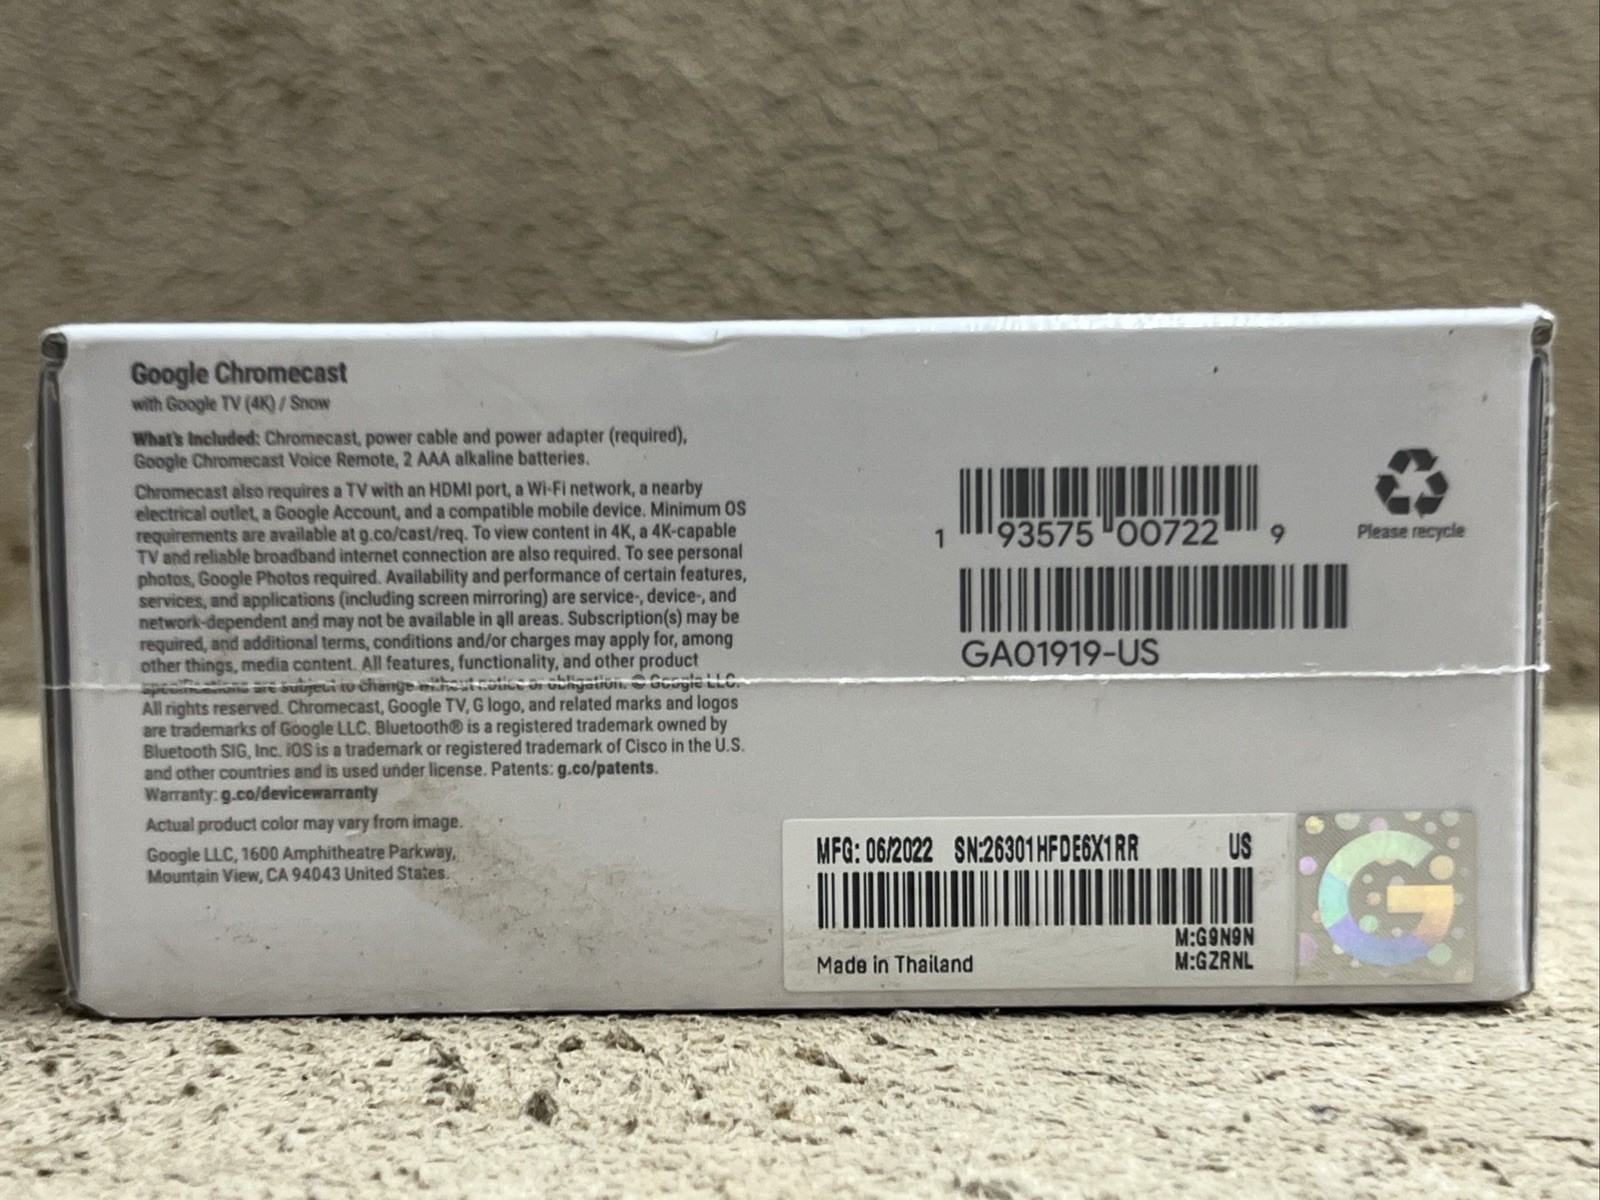 Google Chromecast
with Google TV (4K) / Snow
What's Included: Chromecast, power cable and power adapter (required),
Google Chromecast Voice Remote, 2 AAA alkaline batteries.
Chromecast also requires a TV with an HDMI port, a Wi-Fi network, a nearby
electrical outlet, a Google Account, and a compatible mobile device. Minimum OS
requirements are available at g.co/cast/req. To view content in 4K, a 4K-capable
TV and reliable broadband internet connection are also required. To see personal
photos, Google Photos required. Availability and performance of certain features,
services, and applications (including screen mirroring) are service-, device-, and
network-dependent and may not be available in all areas. Subscription(s) may be
required, and additional terms, conditions and/or charges may apply for, among
other things, media content. All features, functionality, and other product
specifications are subject to change without notice or obligation. © Google LLC.
All rights reserved. Chromecast, Google TV, G logo, and related marks and logos
are trademarks of Google LLC. Bluetooth® is a registered trademark owned by
Bluetooth SIG, Inc. iOS is a trademark or registered trademark of Cisco in the U.S.
and other countries and is used under license. Patents: g.co/patents.
Warranty: g.co/devicewarranty
Actual product color may vary from image.
Google LLC, 1600 Amphitheatre Parkway,
Mountain View, CA 94043 United States.
1 93575 00722 9
Please recycle
GA01919-US
MFG: 06/2022 SN:26301HFDE6X1RR US
M:G9N9N
Made in Thailand M:GZRNL
G